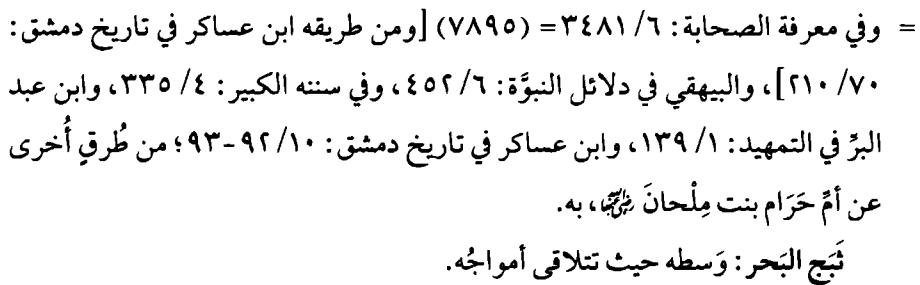 = وفي معرفة الصحابة: ٦/ ٣٤٨١= (٧٨٩٥) [ومن طريقه ابن عساكر في تاريخ دمشق:
٧٠/ ٢١٠]، والبيهقي في دلائل النبوَّة: ٦/ ٤٥٢، وفي سننه الكبير: ٤/ ٣٣٥، وابن عبد
البرِّ في التمهيد: ١/ ١٣٩، وابن عساكر في تاريخ دمشق: ١٠/ ٩٢-٩٣؛ من طُرقٍ أُخرى
عن أمِّ حَرَام بنت مِلْحانَ رضي الله عنها، به.
ثَبَج البَحر: وَسطه حيث تتلاقى أمواجُه.